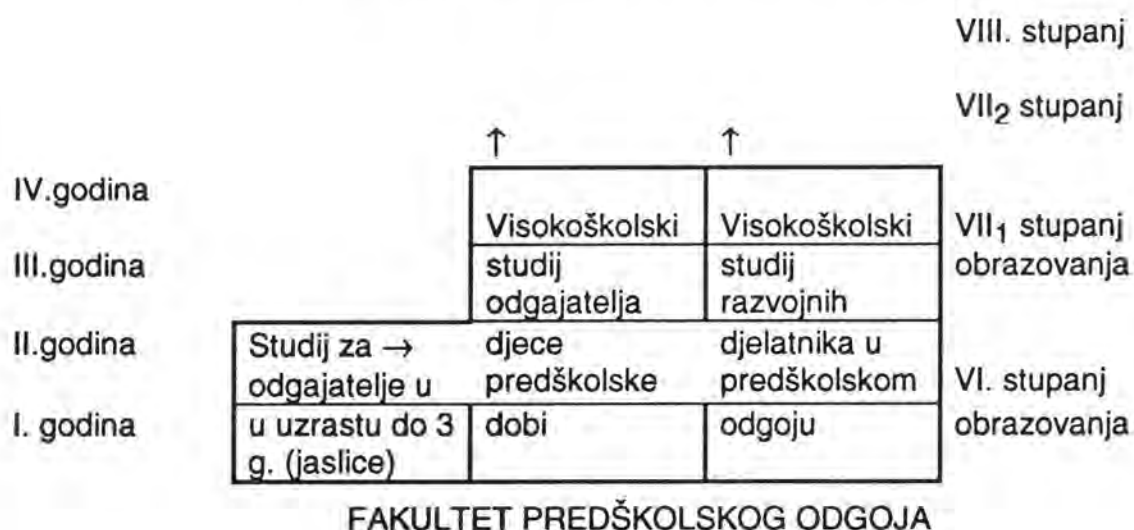 VIII. stupanj
VII2 stupanj
↑ ↑
IV.godina
Visokoškolski Visokoškolski VII1 stupanj
III.godina studij studij obrazovanja
odgajatelja razvojnih
II.godina Studij za → djece djelatnika u
odgajatelje u predškolske predškolskom VI. stupanj
I. godina u uzrastu do 3 dobi odgoju obrazovanja
g. (jaslice)
FAKULTET PREDŠKOLSKOG ODGOJA